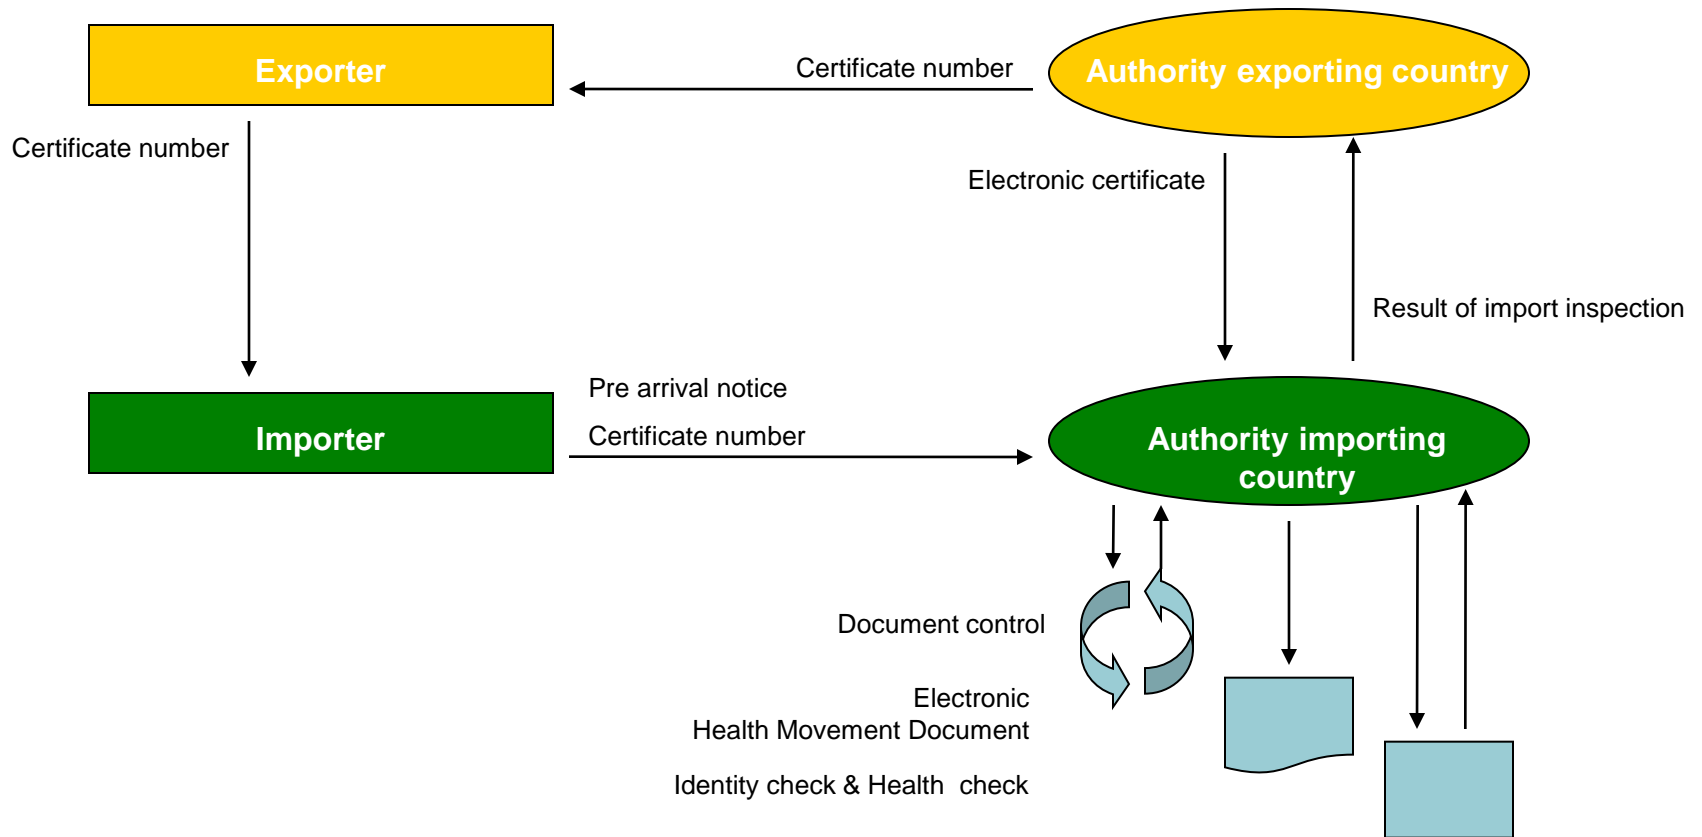 Exporter
Certificate number
Authority exporting country
Certificate number
Electronic certificate
Result of import inspection
Pre arrival notice
Certificate number
Importer
Authority importing
country
Document control
Electronic
Health Movement Document
Identity check & Health  check